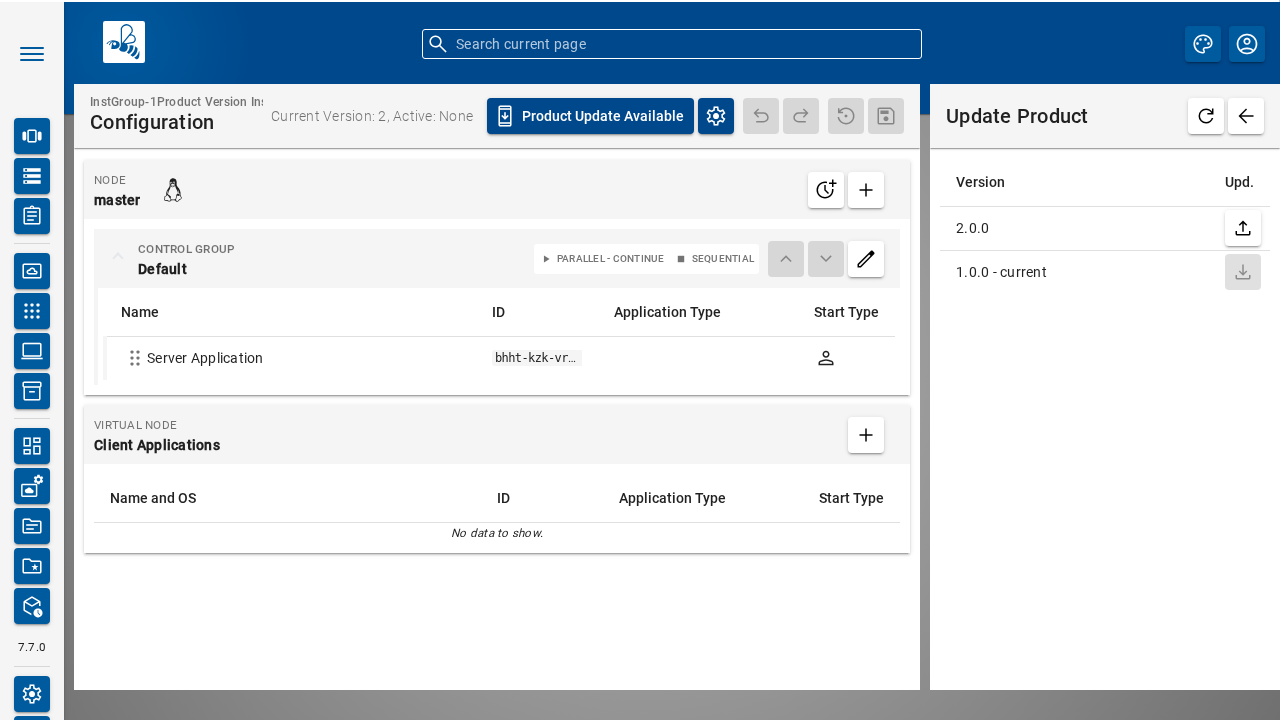 Search current page
InstGroup-1Product Version Ins
Configuration
Current Version: 2, Active: None
Product Update Available
Update Product
NODE
master
CONTROL GROUP
Default
PARALLEL - CONTINUE
SEQUENTIAL
Name
ID
Application Type
Start Type
Server Application
bhht-kzk-vr…
VIRTUAL NODE
Client Applications
Name and OS
ID
Application Type
Start Type
No data to show.
Version
Upd.
2.0.0
1.0.0 - current
7.7.0